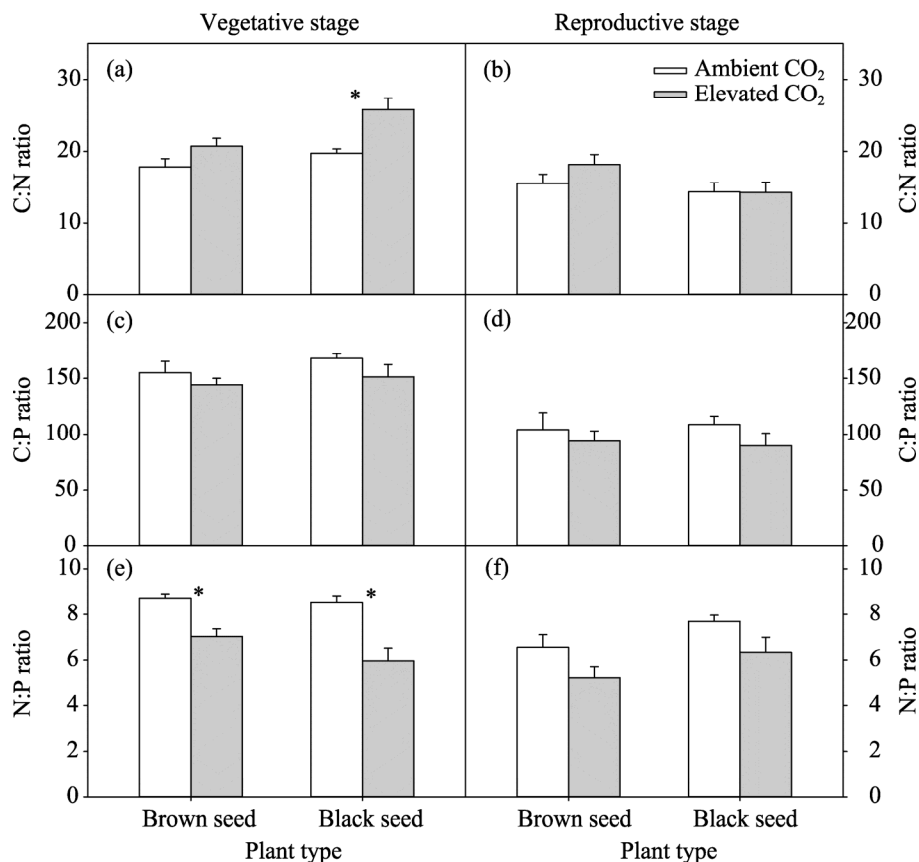 Vegetative stage
Reproductive stage
(a)
(b)
Ambient CO₂
Elevated CO₂
*
C:N ratio
30
20
10
0
30
20
10
0
C:N ratio
(c)
(d)
C:P ratio
200
150
100
50
0
200
150
100
50
0
C:P ratio
(e)
(f)
*
*
N:P ratio
10
8
6
4
2
0
10
8
6
4
2
0
N:P ratio
Brown seed
Black seed
Brown seed
Black seed
Plant type
Plant type